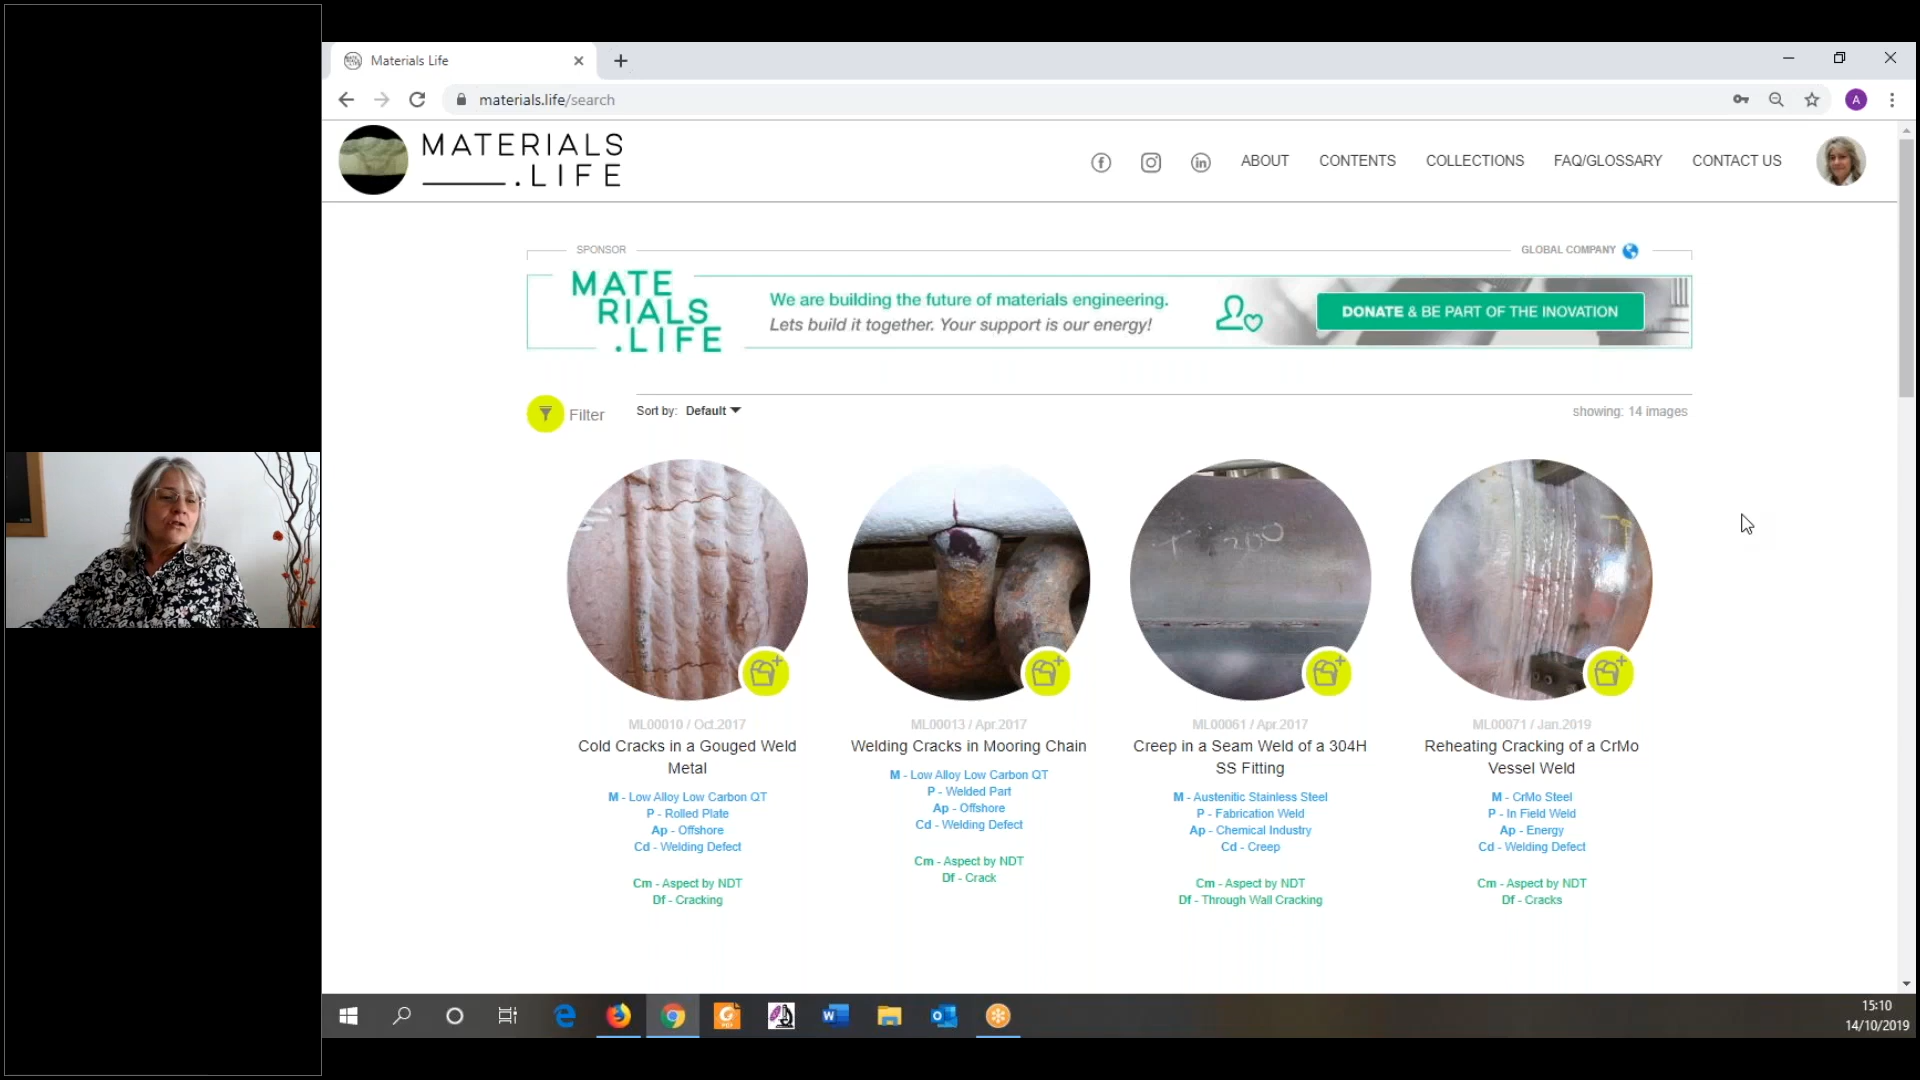 Materials Life
materials.life/search
A
MATERIALS
.LIFE
ABOUT
CONTENTS
COLLECTIONS
FAQ/GLOSSARY
CONTACT US
SPONSOR
GLOBAL COMPANY
MATE
RIALS
.LIFE
We are building the future of materials engineering.
Lets build it together. Your support is our energy!
DONATE & BE PART OF THE INOVATION
Filter
Sort by: Default
showing: 14 images
T 200
ML00010 / Oct.2017
Cold Cracks in a Gouged Weld
Metal
M - Low Alloy Low Carbon QT
P - Rolled Plate
Ap - Offshore
Cd - Welding Defect
Cm - Aspect by NDT
Df - Cracking
ML00013 / Apr.2017
Welding Cracks in Mooring Chain
M - Low Alloy Low Carbon QT
P - Welded Part
Ap - Offshore
Cd - Welding Defect
Cm - Aspect by NDT
Df - Crack
ML00061 / Apr.2017
Creep in a Seam Weld of a 304H
SS Fitting
M - Austenitic Stainless Steel
P - Fabrication Weld
Ap - Chemical Industry
Cd - Creep
Cm - Aspect by NDT
Df - Through Wall Cracking
ML00071 / Jan.2019
Reheating Cracking of a CrMo
Vessel Weld
M - CrMo Steel
P - In Field Weld
Ap - Energy
Cd - Welding Defect
Cm - Aspect by NDT
Df - Cracks
15:10
14/10/2019